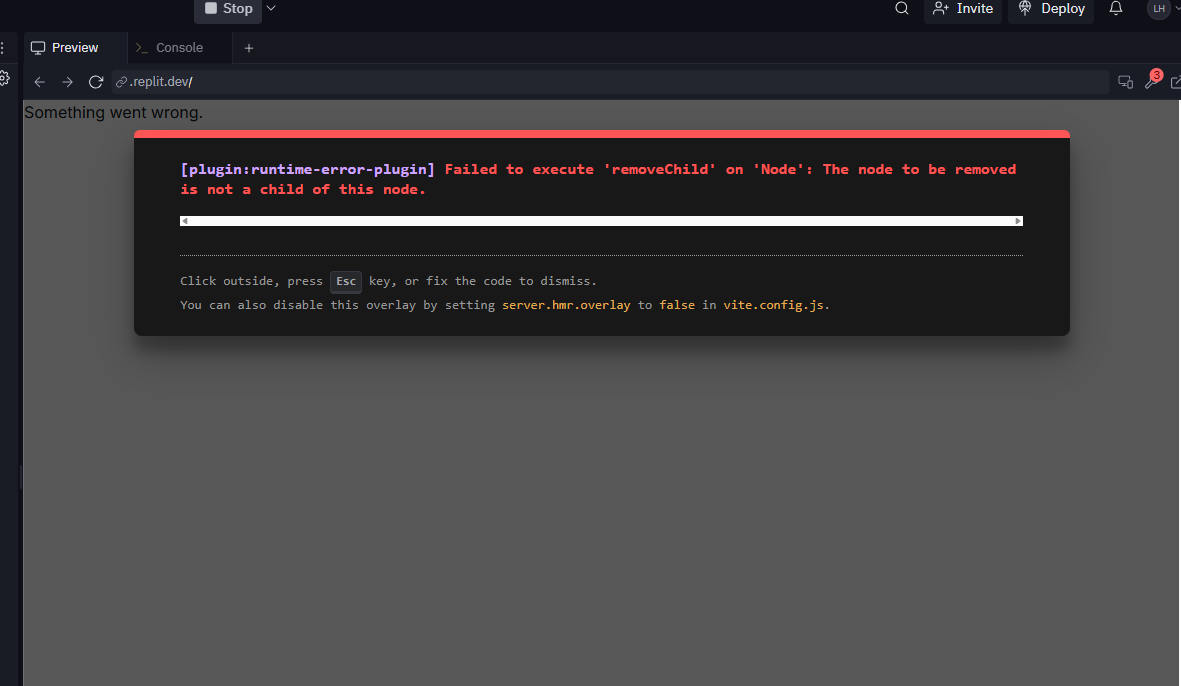 Stop
Invite
Deploy
LH
Preview
>_ Console
+
.replit.dev/
3
Something went wrong.
[plugin:runtime-error-plugin] Failed to execute 'removeChild' on 'Node': The node to be removed
is not a child of this node.
Click outside, press Esc key, or fix the code to dismiss.
You can also disable this overlay by setting server.hmr.overlay to false in vite.config.js.